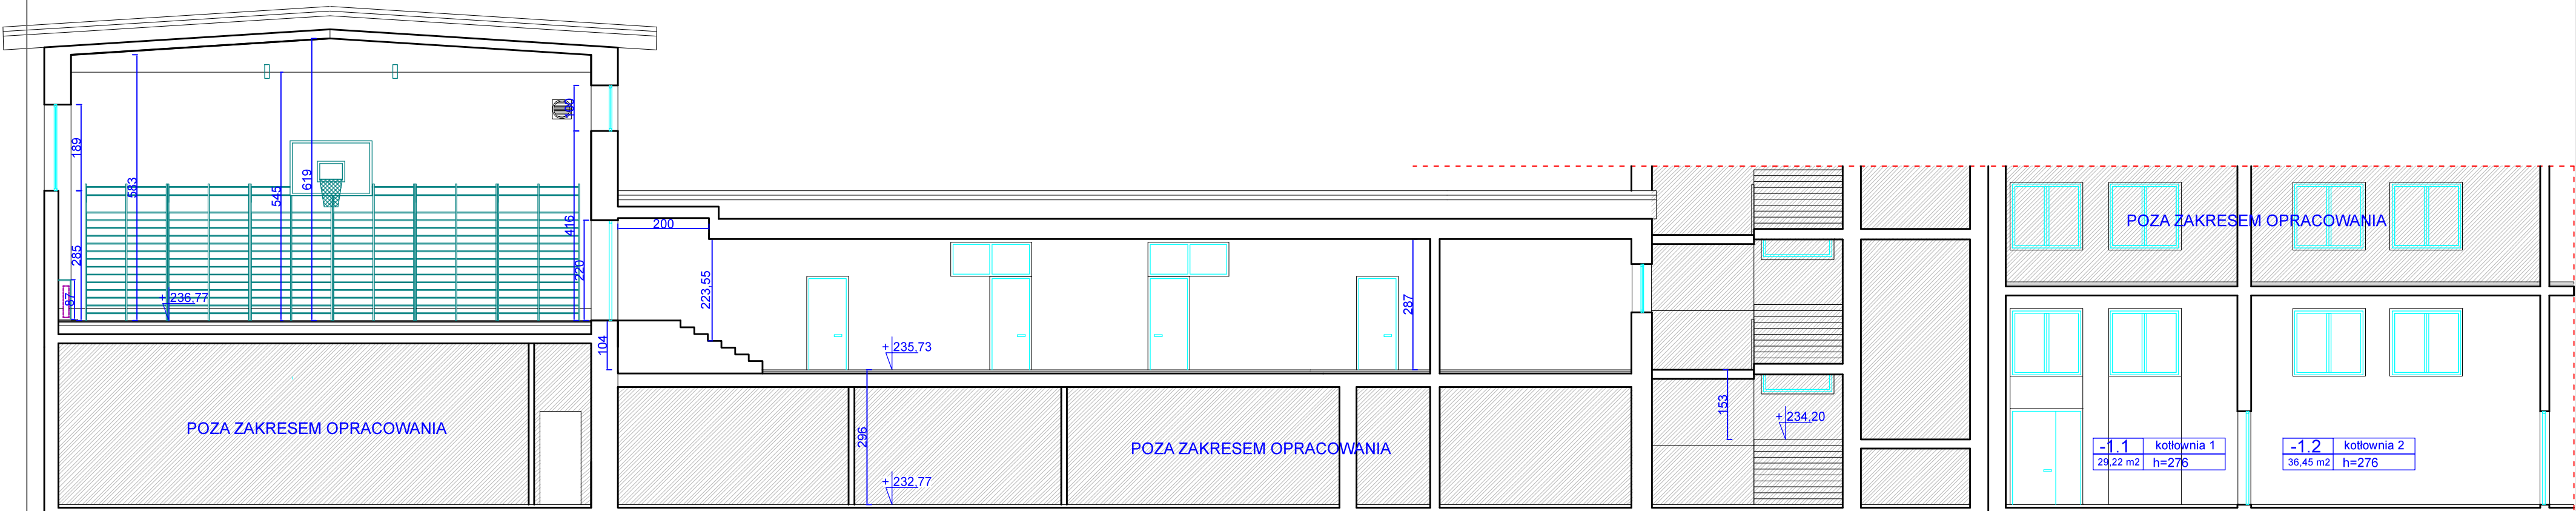 189
285
87
583
+ 236,77
545
619
100
416
220
104
200
223,55
+ 235,73
296
+ 232,77
287
153
+ 234,20
POZA ZAKRESEM OPRACOWANIA
POZA ZAKRESEM OPRACOWANIA
POZA ZAKRESEM OPRACOWANIA
-1.1 kotłownia 1
29,22 m2 h=276
-1.2 kotłownia 2
36,45 m2 h=276